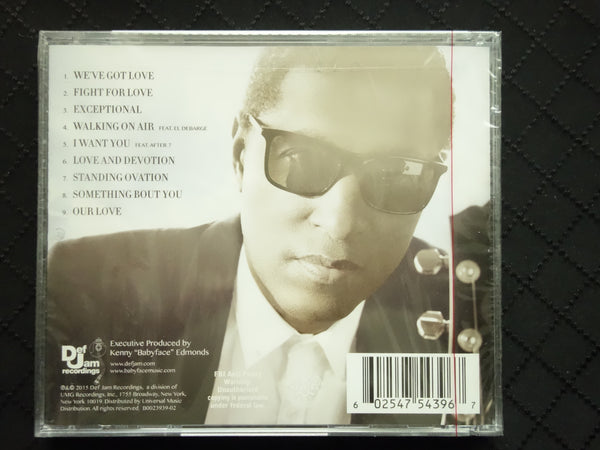 1. WE'VE GOT LOVE
2. FIGHT FOR LOVE
3. EXCEPTIONAL
4. WALKING ON AIR FEAT. EL DEBARGE
5. I WANT YOU FEAT. AFTER 7
6. LOVE AND DEVOTION
7. STANDING OVATION
8. SOMETHING BOUT YOU
9. OUR LOVE
Def Jam recordings
Executive Produced by
Kenny "Babyface" Edmonds
www.defjam.com
www.babyfacemusic.com
℗&© 2015 Def Jam Recordings, a division of
UMG Recordings, Inc., 1755 Broadway, New York,
New York 10019. Distributed by Universal Music
Distribution. All rights reserved. B0023939-02
FBI Anti-Piracy
Warning:
Unauthorized
copying is punishable
under federal law.
6 02547 54396 7